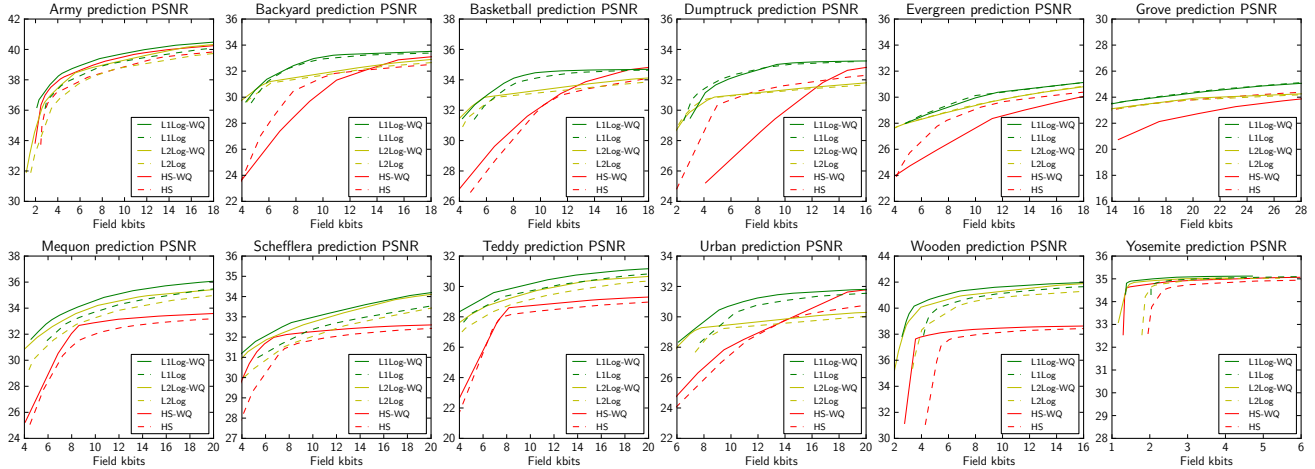 Army prediction PSNR
42
40
38
36
34
32
30
2 4 6 8 10 12 14 16 18
L1Log-WQ
L1Log
L2Log-WQ
L2Log
HS-WQ
HS
Backyard prediction PSNR
36
34
32
30
28
26
24
22
4 6 8 10 12 14 16 18
L1Log-WQ
L1Log
L2Log-WQ
L2Log
HS-WQ
HS
Basketball prediction PSNR
38
36
34
32
30
28
26
4 6 8 10 12 14 16 18
L1Log-WQ
L1Log
L2Log-WQ
L2Log
HS-WQ
HS
Dumptruck prediction PSNR
36
34
32
30
28
26
24
22
2 4 6 8 10 12 14 16
L1Log-WQ
L1Log
L2Log-WQ
L2Log
HS-WQ
HS
Evergreen prediction PSNR
36
34
32
30
28
26
24
22
4 6 8 10 12 14 16
L1Log-WQ
L1Log
L2Log-WQ
L2Log
HS-WQ
HS
Grove prediction PSNR
30
28
26
24
22
20
18
16
14 16 18 20 22 24 26 28
L1Log-WQ
L1Log
L2Log-WQ
L2Log
HS-WQ
HS
Mequon prediction PSNR
38
36
34
32
30
28
26
24
4 6 8 10 12 14 16 18 20
Field kbits
L1Log-WQ
L1Log
L2Log-WQ
L2Log
HS-WQ
HS
Schefflera prediction PSNR
36
35
34
33
32
31
30
29
28
27
4 6 8 10 12 14 16 18 20
Field kbits
L1Log-WQ
L1Log
L2Log-WQ
L2Log
HS-WQ
HS
Teddy prediction PSNR
32
30
28
26
24
22
20
4 6 8 10 12 14 16 18 20
Field kbits
L1Log-WQ
L1Log
L2Log-WQ
L2Log
HS-WQ
HS
Urban prediction PSNR
34
32
30
28
26
24
22
6 8 10 12 14 16 18 20
Field kbits
L1Log-WQ
L1Log
L2Log-WQ
L2Log
HS-WQ
HS
Wooden prediction PSNR
44
42
40
38
36
34
32
30
2 4 6 8 10 12 14 16
Field kbits
L1Log-WQ
L1Log
L2Log-WQ
L2Log
HS-WQ
HS
Yosemite prediction PSNR
36
35
34
33
32
31
30
29
28
1 2 3 4 5 6
Field kbits
L1Log-WQ
L1Log
L2Log-WQ
L2Log
HS-WQ
HS